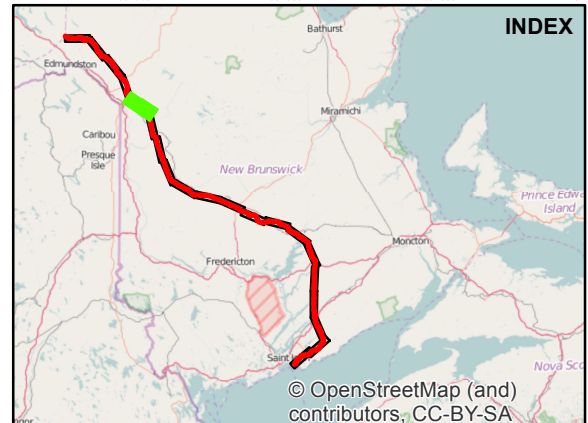 INDEX
Bathurst
Edmundston
Miramichi
Caribou
Presque
Isle
New Brunswick
Prince Edward
Island
Moncton
Fredericton
Saint
Nova Sco
© OpenStreetMap (and)
contributors, CC-BY-SA